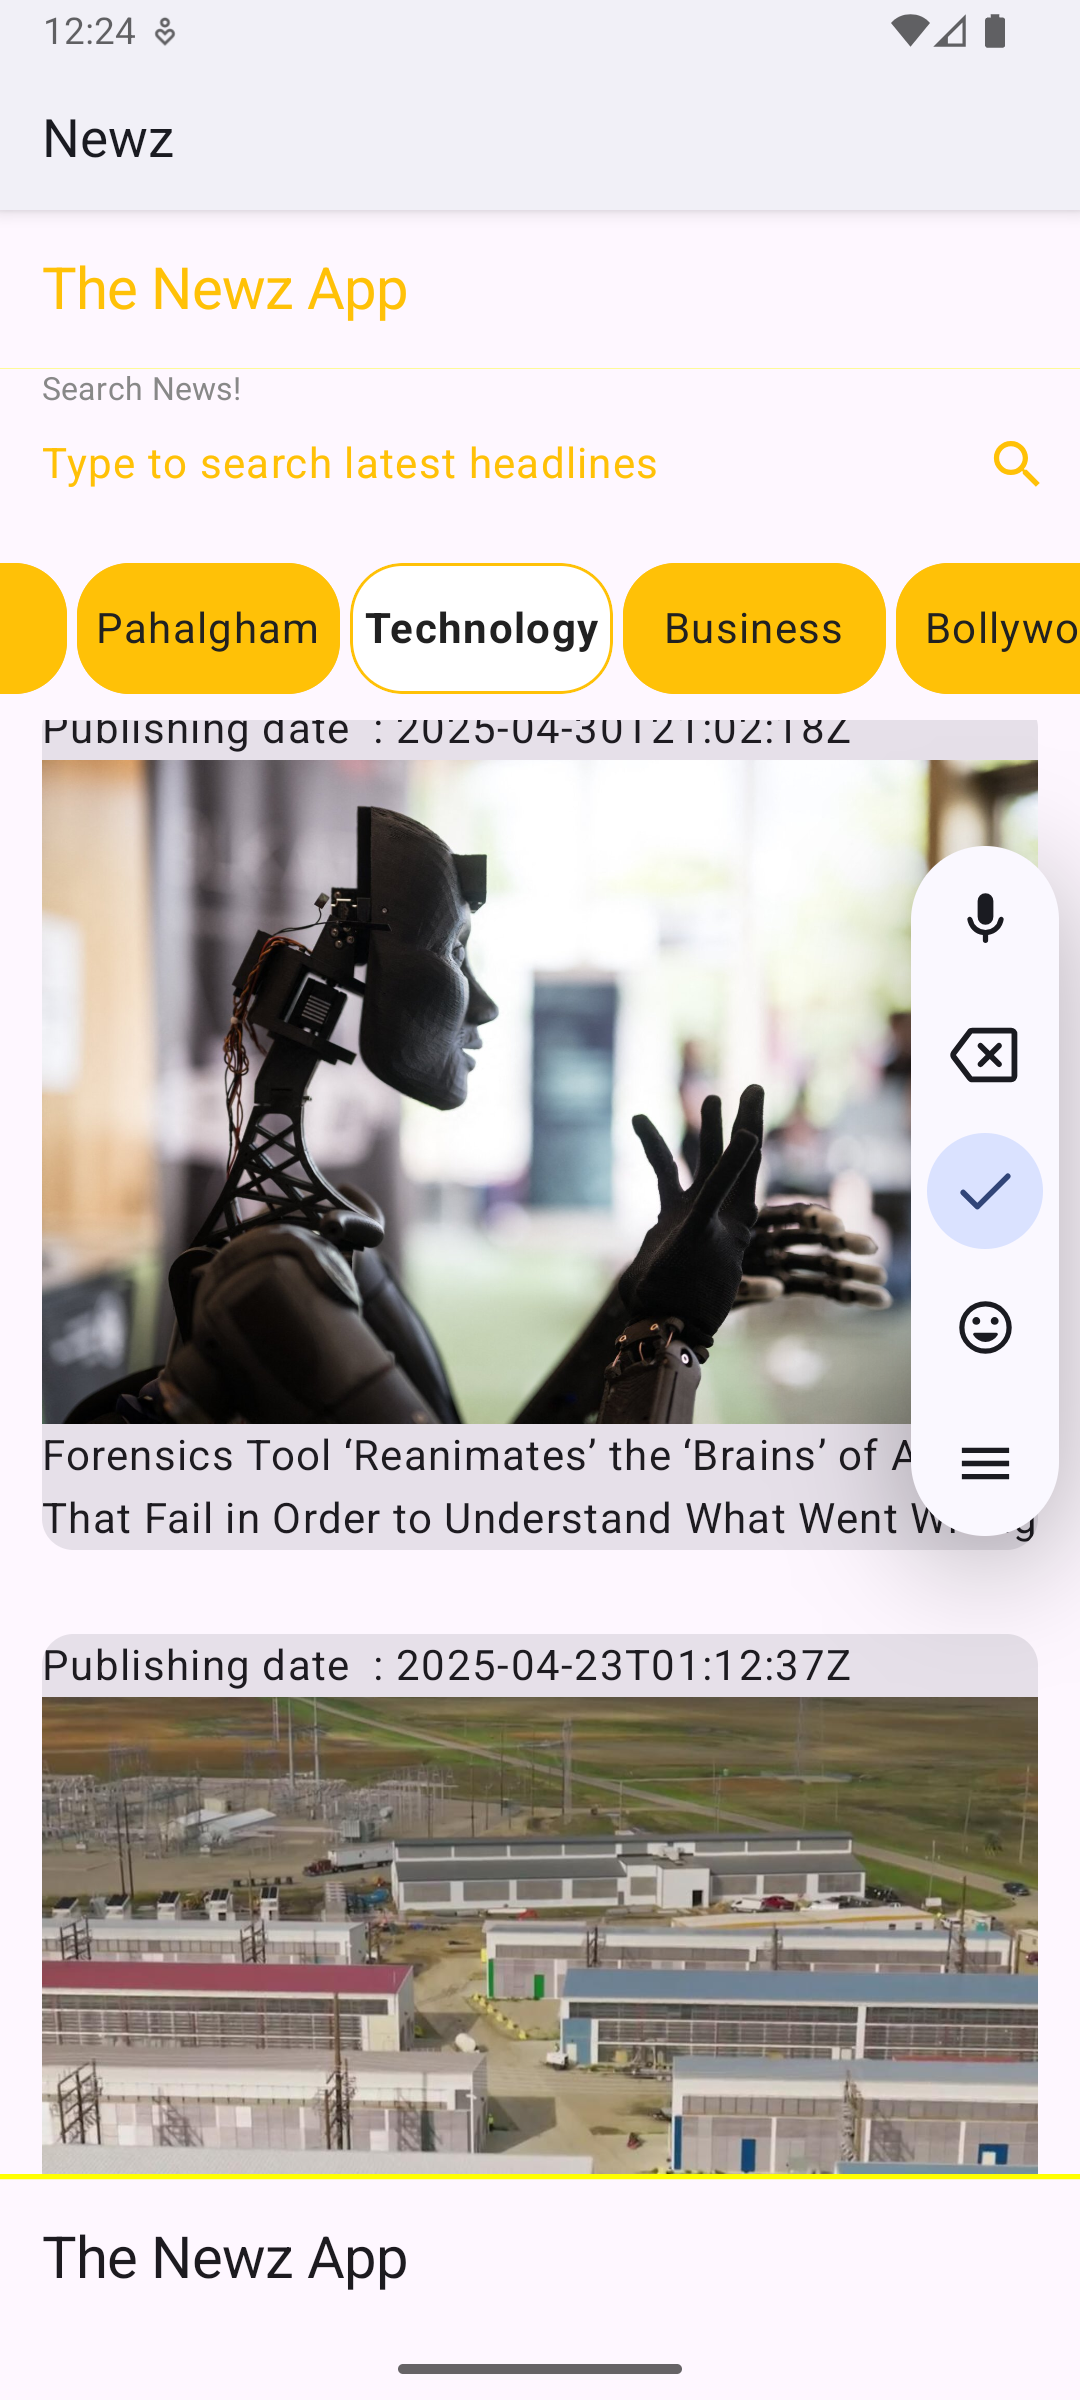 12:24
Newz
The Newz App
Search News!
Type to search latest headlines
Pahalgham
Technology
Business
Bollywo
Publishing date : 2025-04-30T21:02:18Z
Forensics Tool ‘Reanimates’ the ‘Brains’ of
That Fail in Order to Understand What Went
Publishing date : 2025-04-23T01:12:37Z
The Newz App